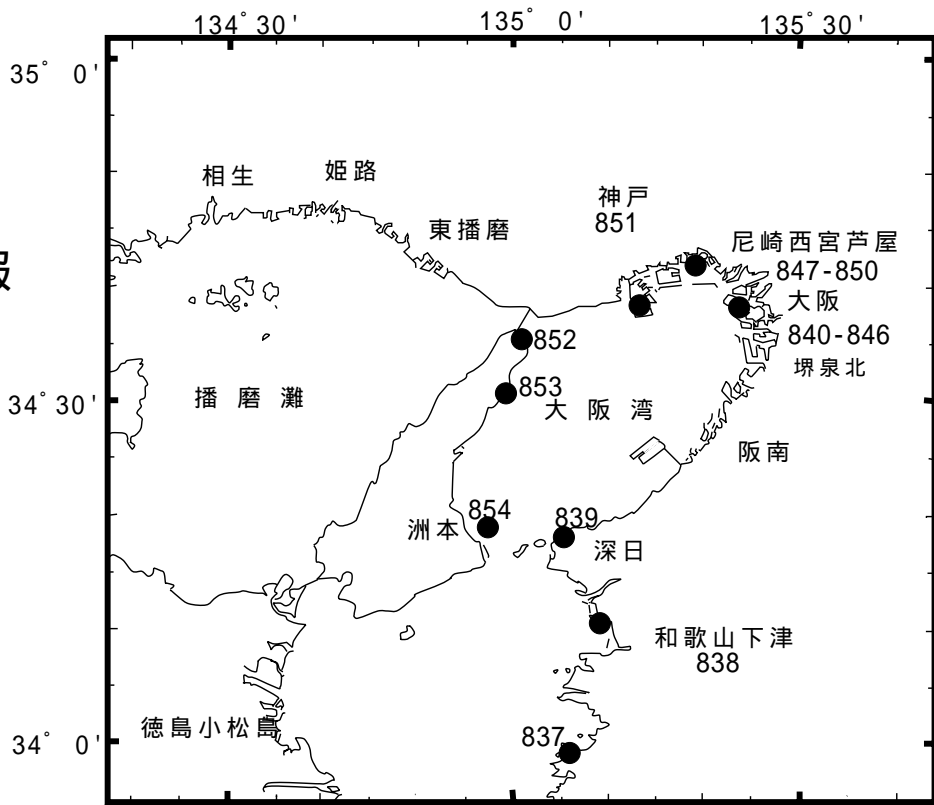 134ﾟ30'
135ﾟ 0'
135ﾟ30'
35ﾟ 0'
相生
姫路
神戸
851
東播磨
尼崎西宮芦屋
847-850
報
大阪
840-846
852
堺泉北
853
34ﾟ30'
播磨灘
大阪湾
阪南
854
839
洲本
深日
和歌山下津
838
徳島小松島
837
34ﾟ 0'